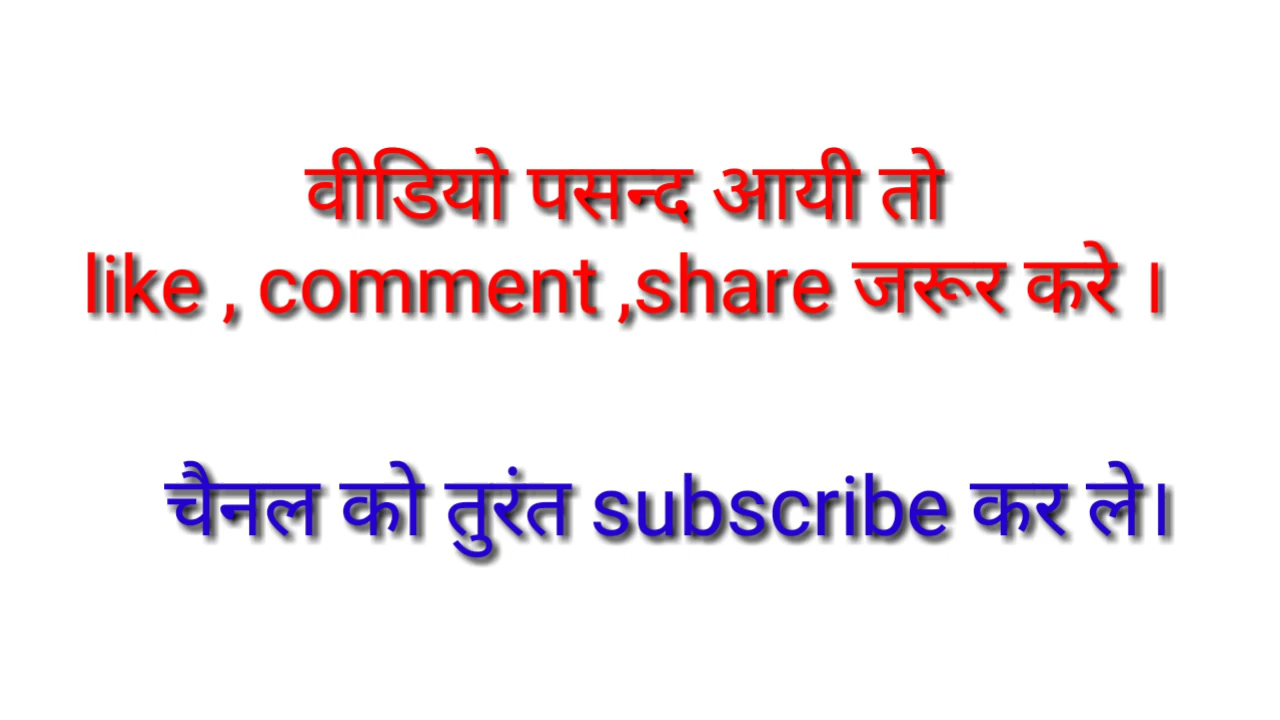 वीडियो पसन्द आयी तो
like , comment ,share जरूर करे ।
चैनल को तुरंत subscribe कर ले।